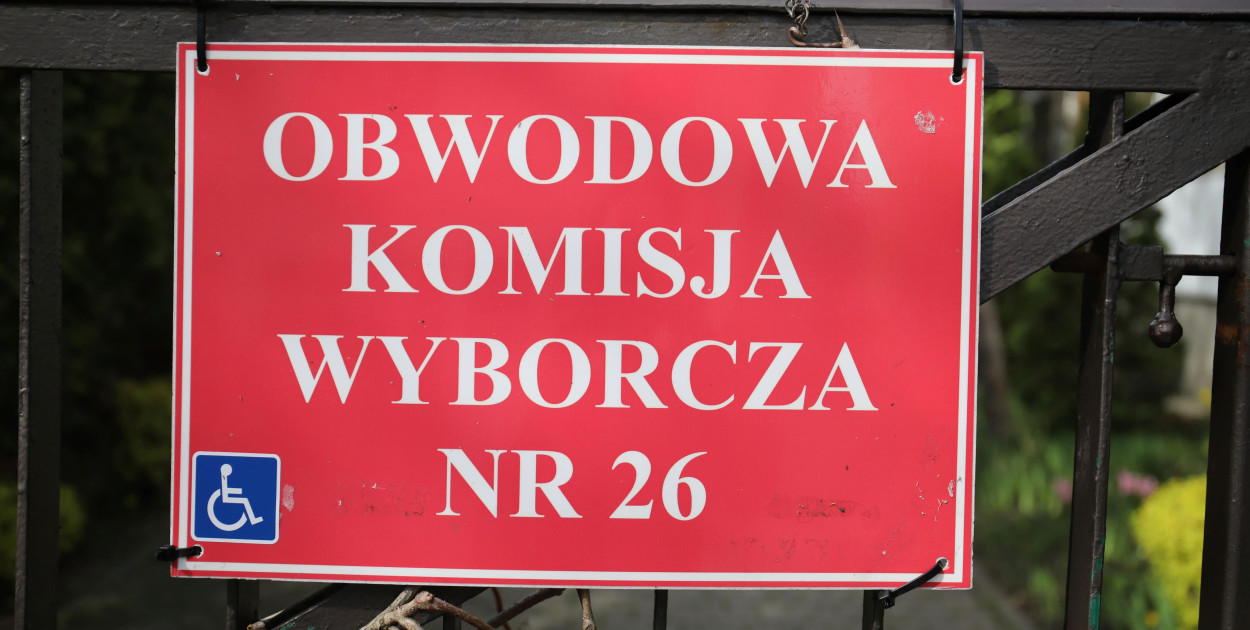 OBWODOWA
KOMISJA
WYBORCZA
NR 26